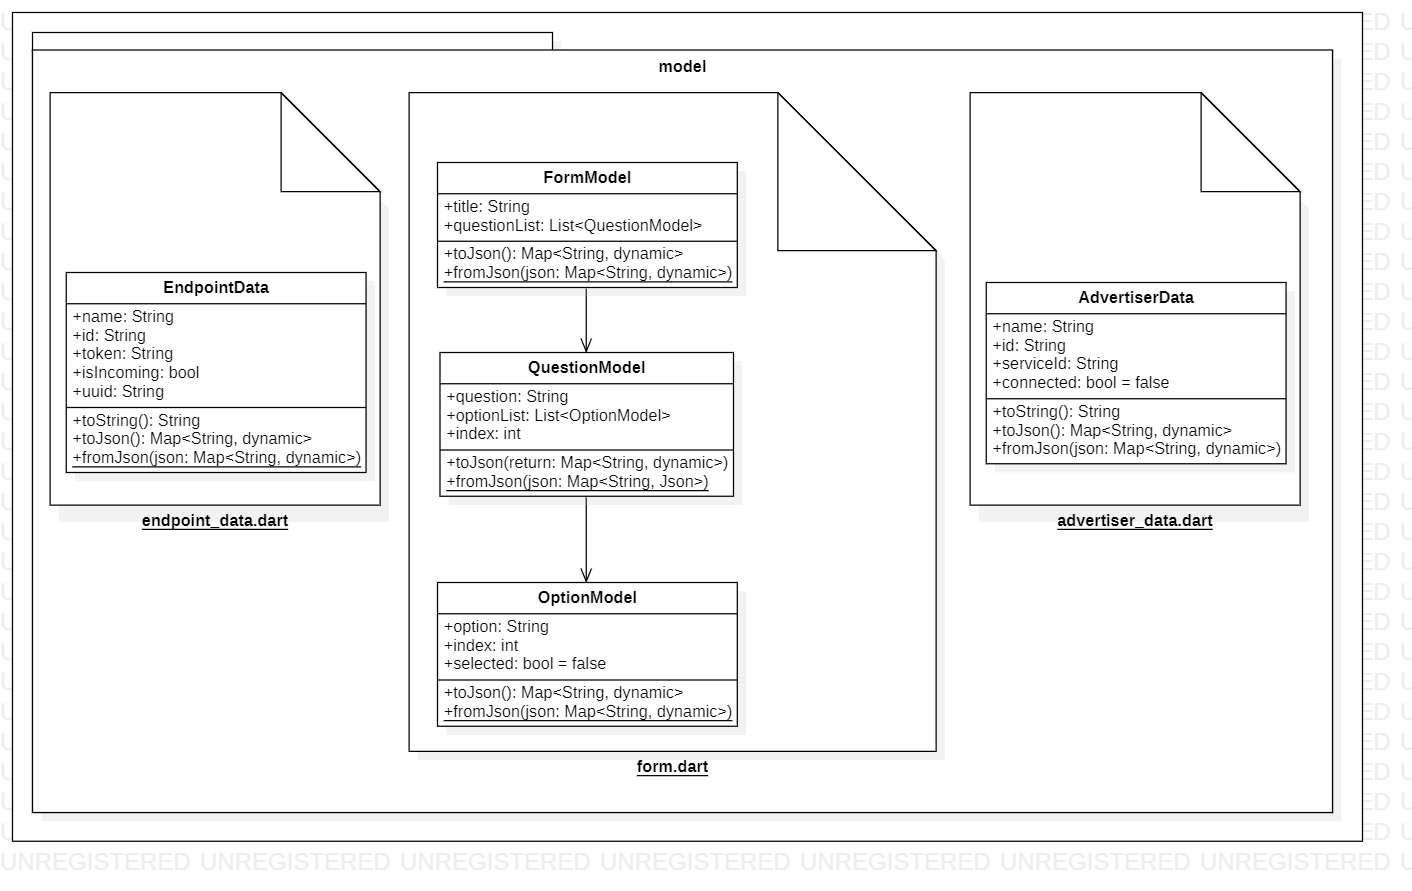 model
EndpointData
+name: String
+id: String
+token: String
+isIncoming: bool
+uuid: String
+toString(): String
+toJson(): Map<String, dynamic>
+fromJson(json: Map<String, dynamic>)
endpoint_data.dart
FormModel
+title: String
+questionList: List<QuestionModel>
+toJson(): Map<String, dynamic>
+fromJson(json: Map<String, dynamic>)
QuestionModel
+question: String
+optionList: List<OptionModel>
+index: int
+toJson(return: Map<String, dynamic>)
+fromJson(json: Map<String, Json>)
OptionModel
+option: String
+index: int
+selected: bool = false
+toJson(): Map<String, dynamic>
+fromJson(json: Map<String, dynamic>)
form.dart
AdvertiserData
+name: String
+id: String
+serviceId: String
+connected: bool = false
+toString(): String
+toJson(): Map<String, dynamic>
+fromJson(json: Map<String, dynamic>)
advertiser_data.dart
UNREGISTERED UNREGISTERED UNREGISTERED UNREGISTERED UNREGISTERED UNREGISTERED UNREGISTERED